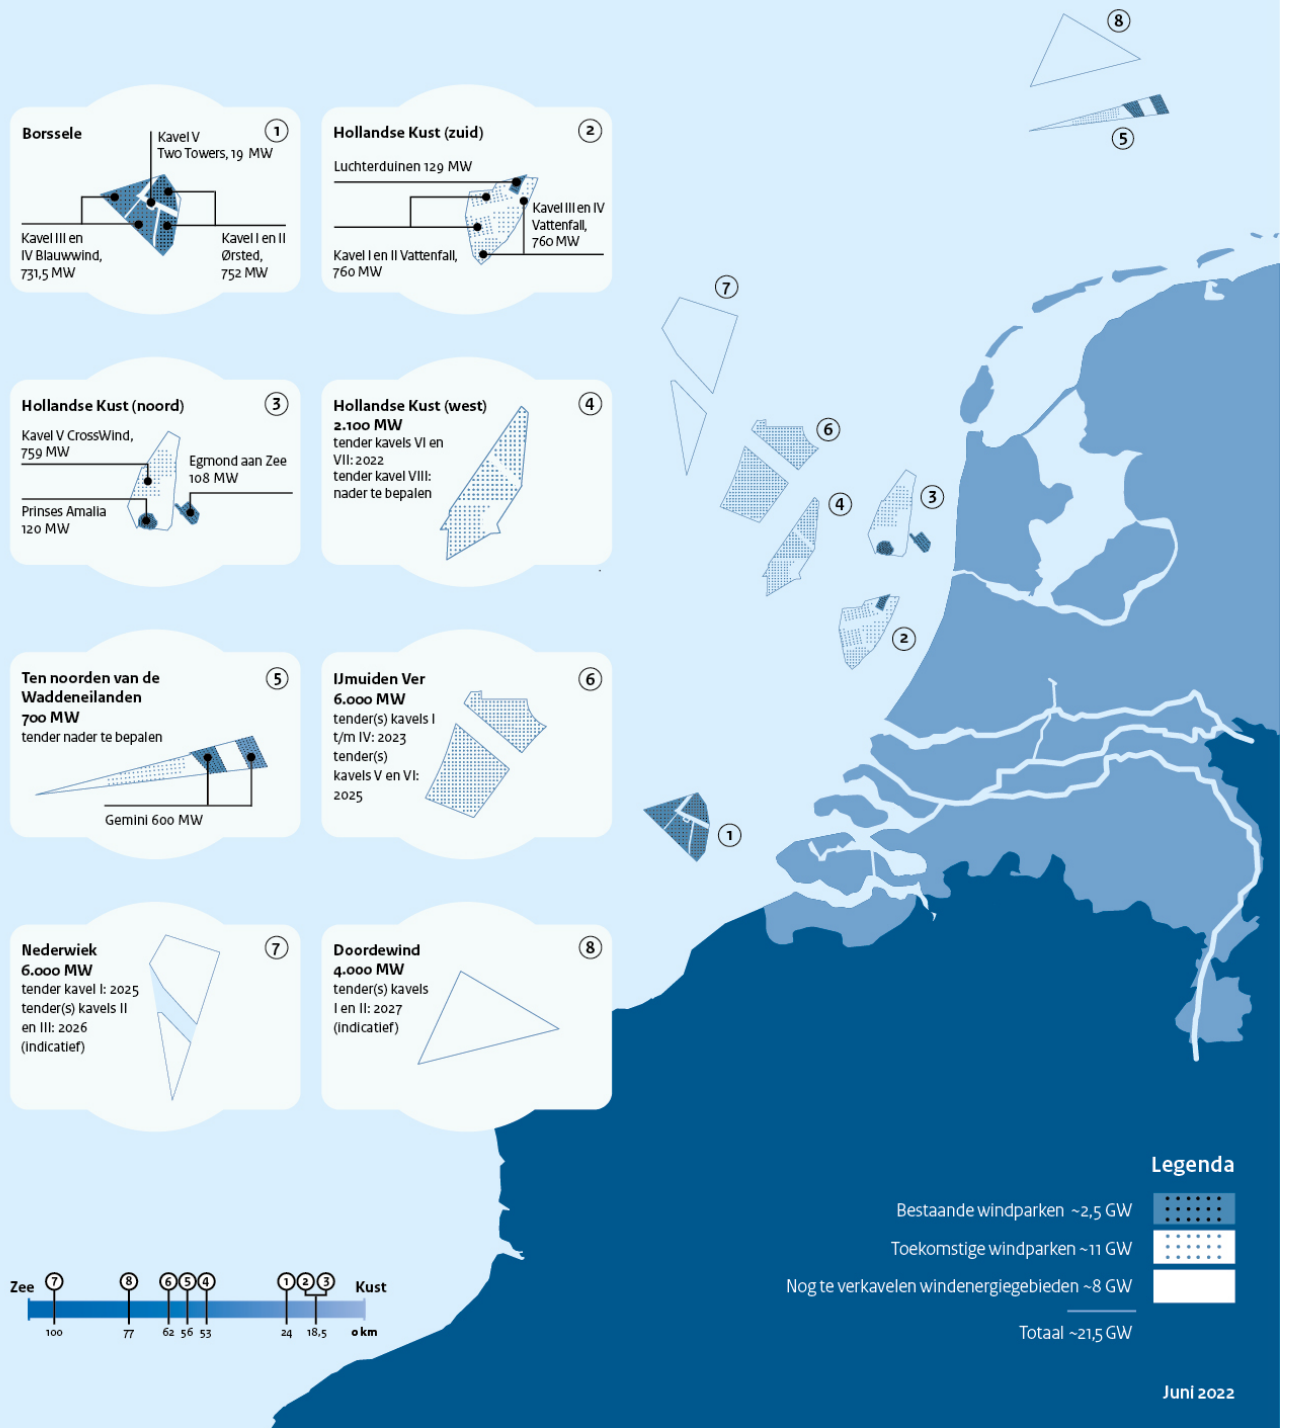 8
5
Borssele
1
Kavel V
Two Towers, 19 MW
Kavel III en
IV Blauwwind,
731,5 MW
Kavel I en II
Ørsted,
752 MW
Hollandse Kust (zuid)
2
Luchterduinen 129 MW
Kavel III en IV
Vattenfall,
760 MW
Kavel I en II Vattenfall,
760 MW
7
Hollandse Kust (noord)
3
Kavel V CrossWind,
759 MW
Egmond aan Zee
108 MW
Prinses Amalia
120 MW
Hollandse Kust (west)
4
2.100 MW
tender kavels VI en
VII: 2022
tender kavel VIII:
nader te bepalen
6
4
3
2
Ten noorden van de
Waddeneilanden
5
700 MW
tender nader te bepalen
Gemini 600 MW
IJmuiden Ver
6
6.000 MW
tender(s) kavels I
t/m IV: 2023
tender(s)
kavels V en VI:
2025
1
Nederwiek
7
6.000 MW
tender kavel I: 2025
tender(s) kavels II
en III: 2026
(indicatief)
Doordewind
8
4.000 MW
tender(s) kavels
I en II: 2027
(indicatief)
Legenda
Bestaande windparken ~2,5 GW
Toekomstige windparken ~11 GW
Nog te verkavelen windenergiegebieden ~8 GW
Totaal ~21,5 GW
Zee 7 8 6 5 4 1 2 3 Kust
100 77 62 56 53 24 18,5 0 km
Juni 2022